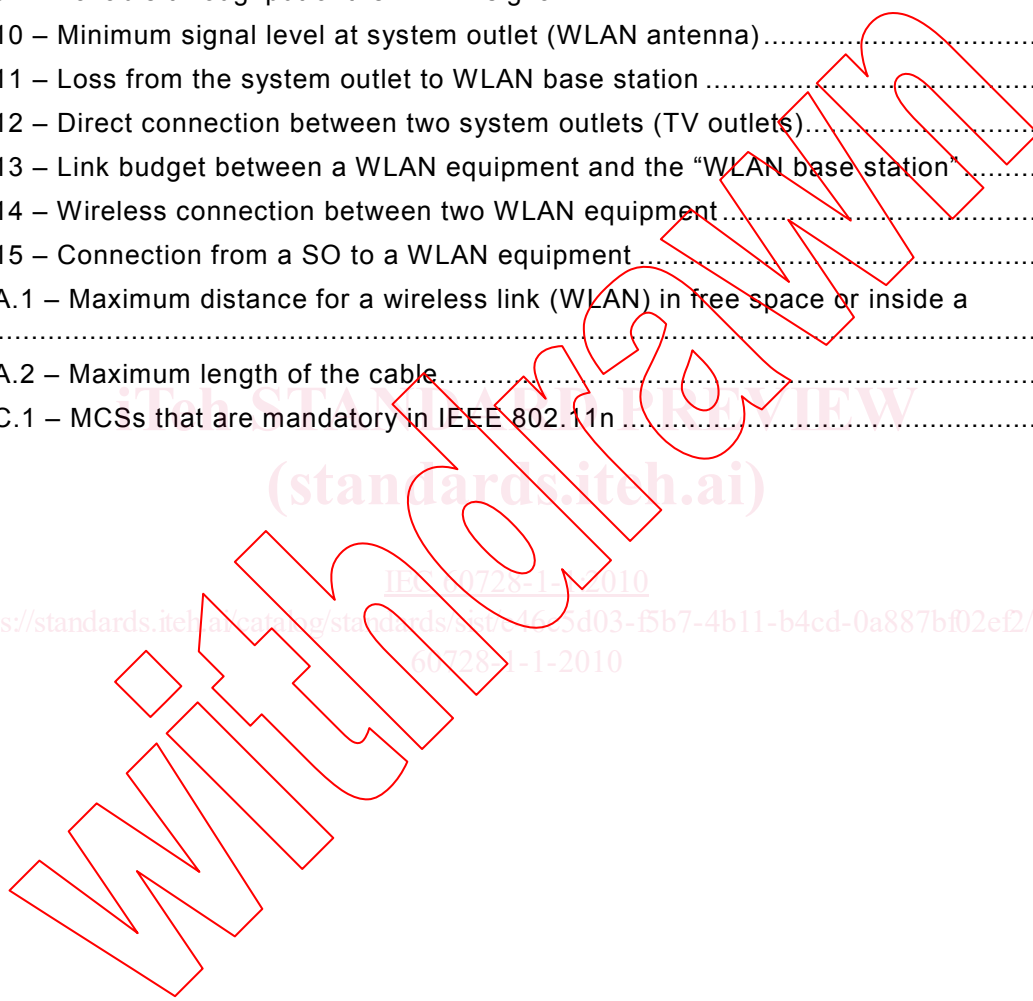 10 – Minimum signal level at system outlet (WLAN antenna)
11 – Loss from the system outlet to WLAN base station
12 – Direct connection between two system outlets (TV outlets)
13 – Link budget between a WLAN equipment and the “WLAN base station”
14 – Wireless connection between two WLAN equipment
15 – Connection from a SO to a WLAN equipment
A.1 – Maximum distance for a wireless link (WLAN) in free space or inside a
A.2 – Maximum length of the cable
C.1 – MCSs that are mandatory in IEEE 802.11n
iTeh STANDARD PREVIEW
(standards.iteh.ai)
IEC 60728-1-1:2010
60728-1-1-2010
withdrawn